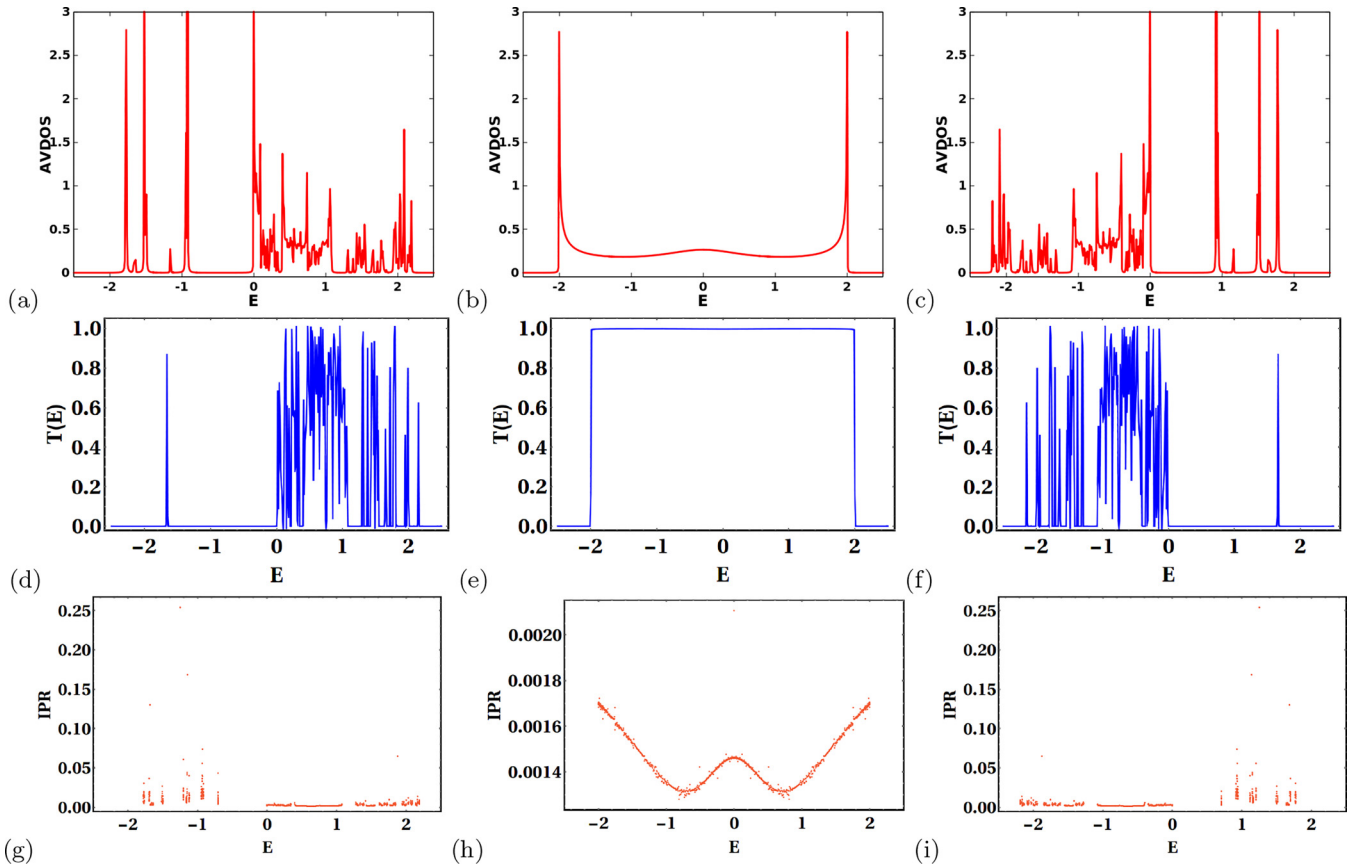 3
2.5
2
1.5
1
0.5
0
AVDOS
-2 -1 0 1 2
E
(a)
3
2.5
2
1.5
1
0.5
0
AVDOS
-2 -1 0 1 2
E
(b)
3
2.5
2
1.5
1
0.5
0
AVDOS
-2 -1 0 1 2
E
(c)
1.0
0.8
0.6
0.4
0.2
0.0
T(E)
−2 −1 0 1 2
E
(d)
1.0
0.8
0.6
0.4
0.2
0.0
T(E)
−2 −1 0 1 2
E
(e)
1.0
0.8
0.6
0.4
0.2
0.0
T(E)
−2 −1 0 1 2
E
(f)
0.25
0.20
0.15
0.10
0.05
0.00
IPR
−2 −1 0 1 2
E
(g)
0.0020
0.0018
0.0016
0.0014
IPR
−2 −1 0 1 2
E
(h)
0.25
0.20
0.15
0.10
0.05
0.00
IPR
−2 −1 0 1 2
E
(i)